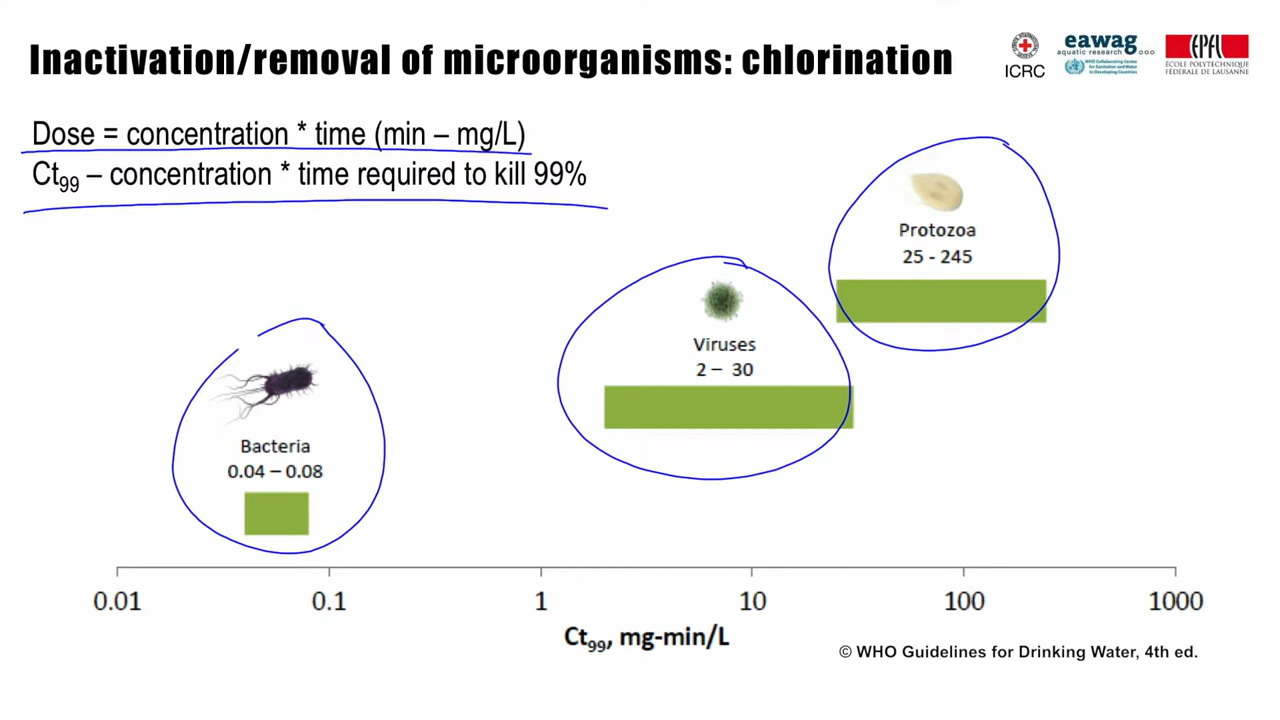 Inactivation/removal of microorganisms: chlorination
ICRC
eawag
aquatic research
WHO Collaborating Center
for Sanitation and Water
in Developing Countries
EPFL
ÉCOLE POLYTECHNIQUE
FÉDÉRALE DE LAUSANNE
Dose = concentration * time (min – mg/L)
Ct99 – concentration * time required to kill 99%
Protozoa
25 - 245
Viruses
2 – 30
Bacteria
0.04 – 0.08
0.01 0.1 1 10 100 1000
Ct99, mg-min/L
© WHO Guidelines for Drinking Water, 4th ed.